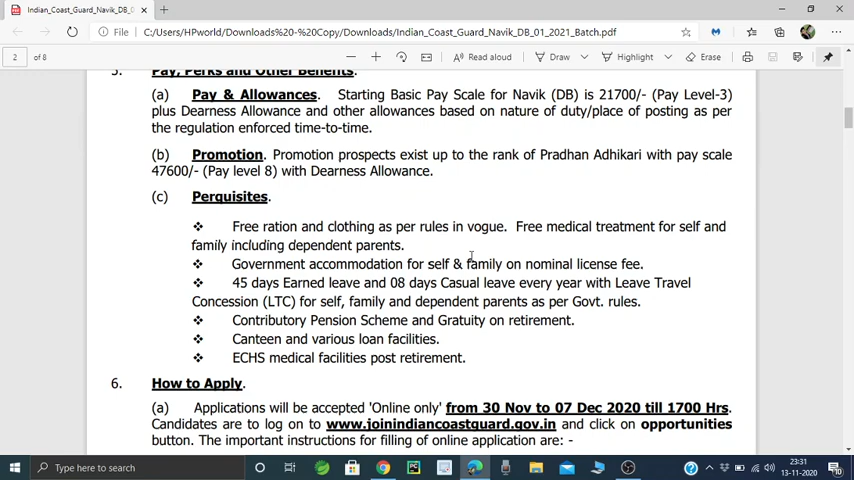 Indian_Coast_Guard_Navik_DB_0
File
C:/Users/HPworld/Downloads%20-%20Copy/Downloads/Indian_Coast_Guard_Navik_DB_01_2021_Batch.pdf
2 of 8
Read aloud
Draw
Highlight
Erase
5. Pay, Perks and Other Benefits.
(a) Pay & Allowances. Starting Basic Pay Scale for Navik (DB) is 21700/- (Pay Level-3)
plus Dearness Allowance and other allowances based on nature of duty/place of posting as per
the regulation enforced time-to-time.
(b) Promotion. Promotion prospects exist up to the rank of Pradhan Adhikari with pay scale
47600/- (Pay level 8) with Dearness Allowance.
(c) Perquisites.
❖ Free ration and clothing as per rules in vogue. Free medical treatment for self and
family including dependent parents.
❖ Government accommodation for self & family on nominal license fee.
❖ 45 days Earned leave and 08 days Casual leave every year with Leave Travel
Concession (LTC) for self, family and dependent parents as per Govt. rules.
❖ Contributory Pension Scheme and Gratuity on retirement.
❖ Canteen and various loan facilities.
❖ ECHS medical facilities post retirement.
6. How to Apply.
(a) Applications will be accepted 'Online only' from 30 Nov to 07 Dec 2020 till 1700 Hrs.
Candidates are to log on to www.joinindiancoastguard.gov.in and click on opportunities
button. The important instructions for filling of online application are: -
Type here to search
23:31
13-11-2020